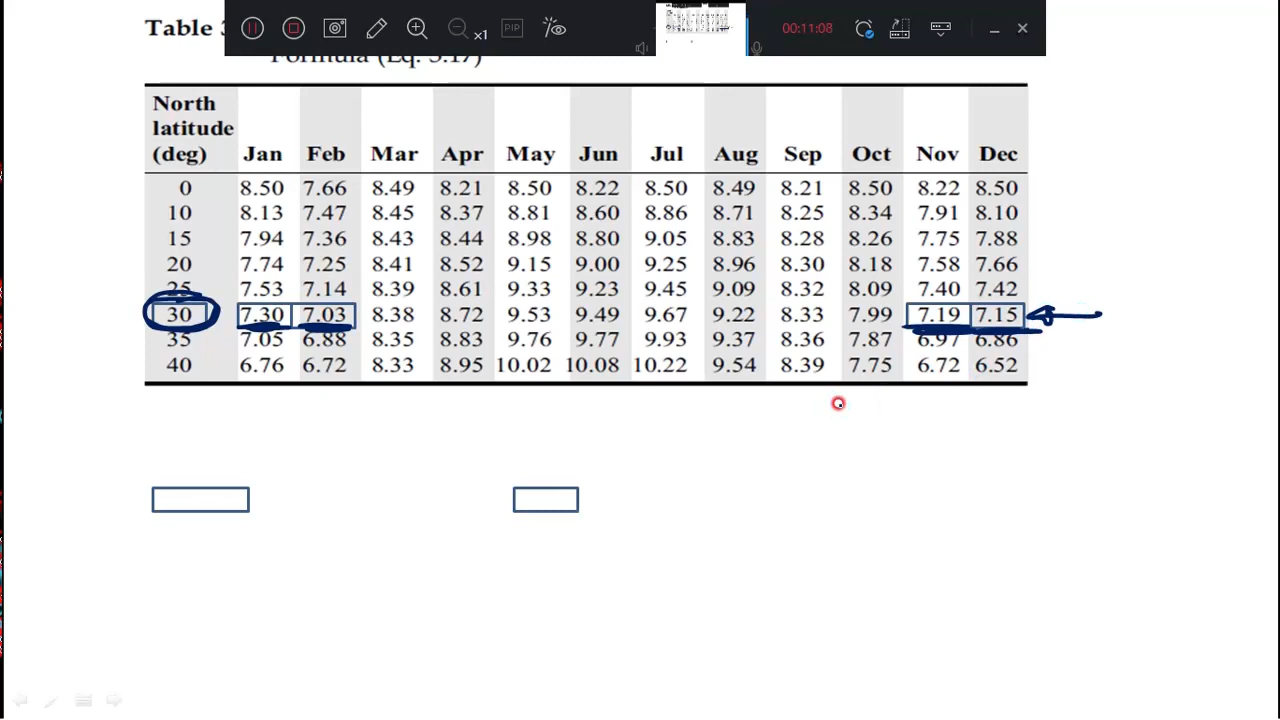 Table 3
x1
PIP
00:11:08
Formula (Eq. 3.17)
North
latitude
(deg) Jan Feb Mar Apr May Jun Jul Aug Sep Oct Nov Dec
0 8.50 7.66 8.49 8.21 8.50 8.22 8.50 8.49 8.21 8.50 8.22 8.50
10 8.13 7.47 8.45 8.37 8.81 8.60 8.86 8.71 8.25 8.34 7.91 8.10
15 7.94 7.36 8.43 8.44 8.98 8.80 9.05 8.83 8.28 8.26 7.75 7.88
20 7.74 7.25 8.41 8.52 9.15 9.00 9.25 8.96 8.30 8.18 7.58 7.66
25 7.53 7.14 8.39 8.61 9.33 9.23 9.45 9.09 8.32 8.09 7.40 7.42
30 7.30 7.03 8.38 8.72 9.53 9.49 9.67 9.22 8.33 7.99 7.19 7.15
35 7.05 6.88 8.35 8.83 9.76 9.77 9.93 9.37 8.36 7.87 6.97 6.86
40 6.76 6.72 8.33 8.95 10.02 10.08 10.22 9.54 8.39 7.75 6.72 6.52